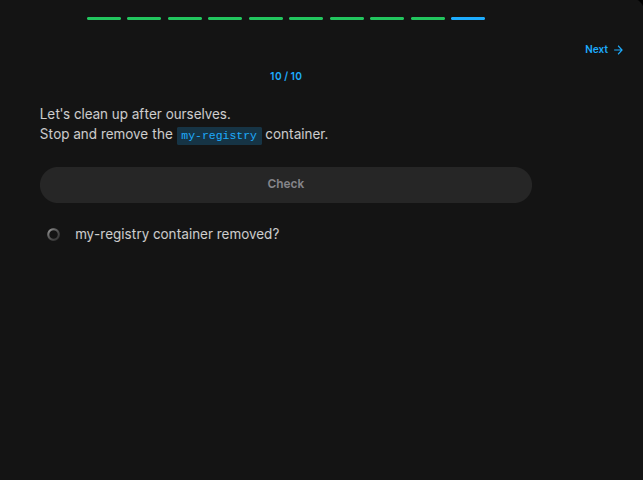 Next
10 / 10
Let's clean up after ourselves.
Stop and remove the my-registry container.
Check
my-registry container removed?